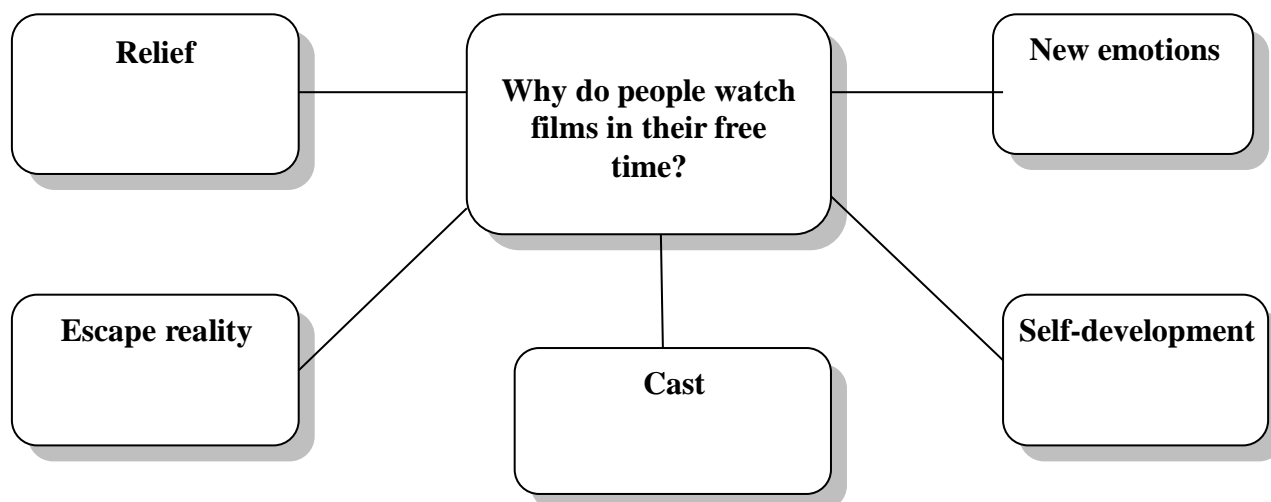 Relief
Why do people watch
films in their free
time?
New emotions
Escape reality
Cast
Self-development